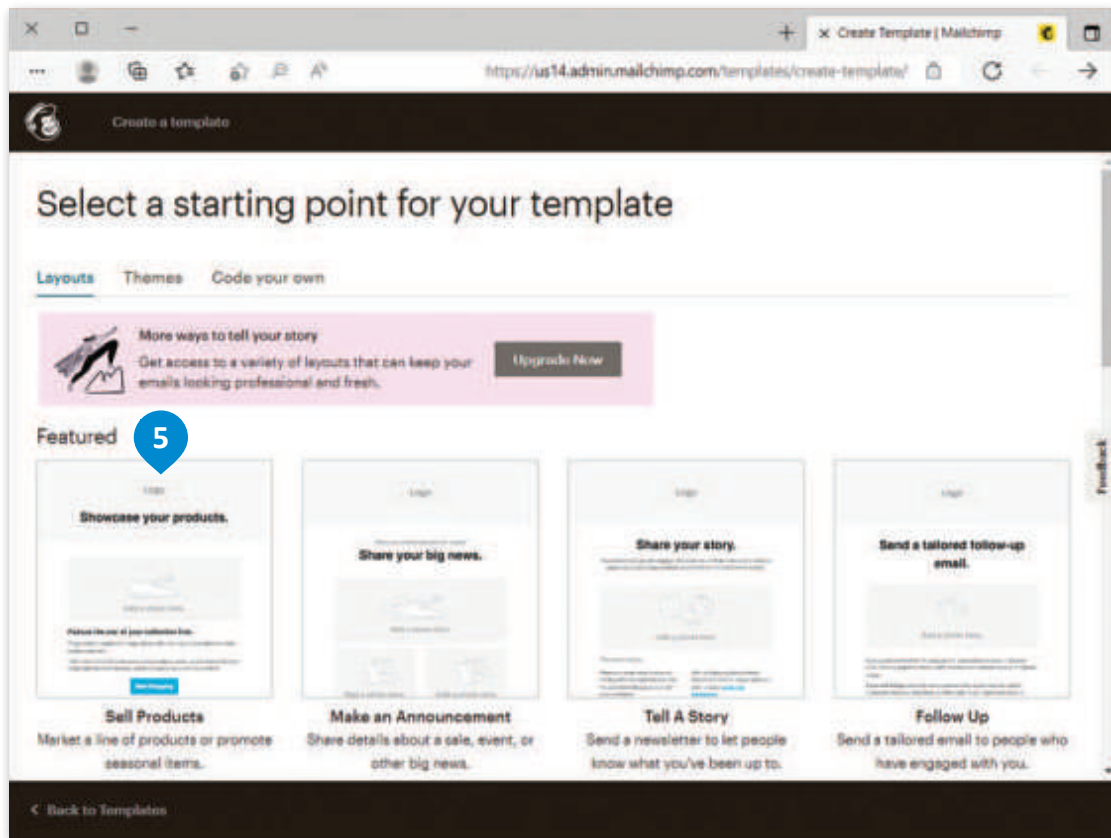 Create Template | Mailchimp
https://us14.admin.mailchimp.com/templates/create-template/
Create a template
Select a starting point for your template
Layouts Themes Code your own
More ways to tell your story
Get access to a variety of layouts that can keep your
emails looking professional and fresh.
Upgrade Now
Featured
5
Logo
Showcase your products.
Logo
Share your big news.
Logo
Share your story.
Logo
Send a tailored follow-up
email.
Sell Products
Market a line of products or promote
seasonal items.
Make an Announcement
Share details about a sale, event, or
other big news.
Tell A Story
Send a newsletter to let people
know what you've been up to.
Follow Up
Send a tailored email to people who
have engaged with you.
Feedback
< Back to Templates